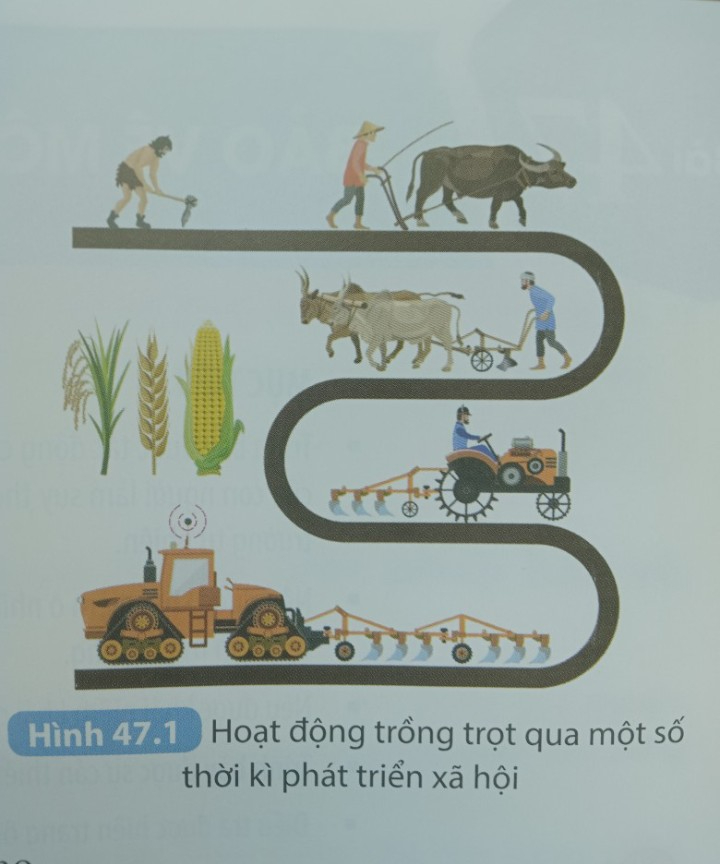 Hình 47.1 Hoạt động trồng trọt qua một số
thời kì phát triển xã hội